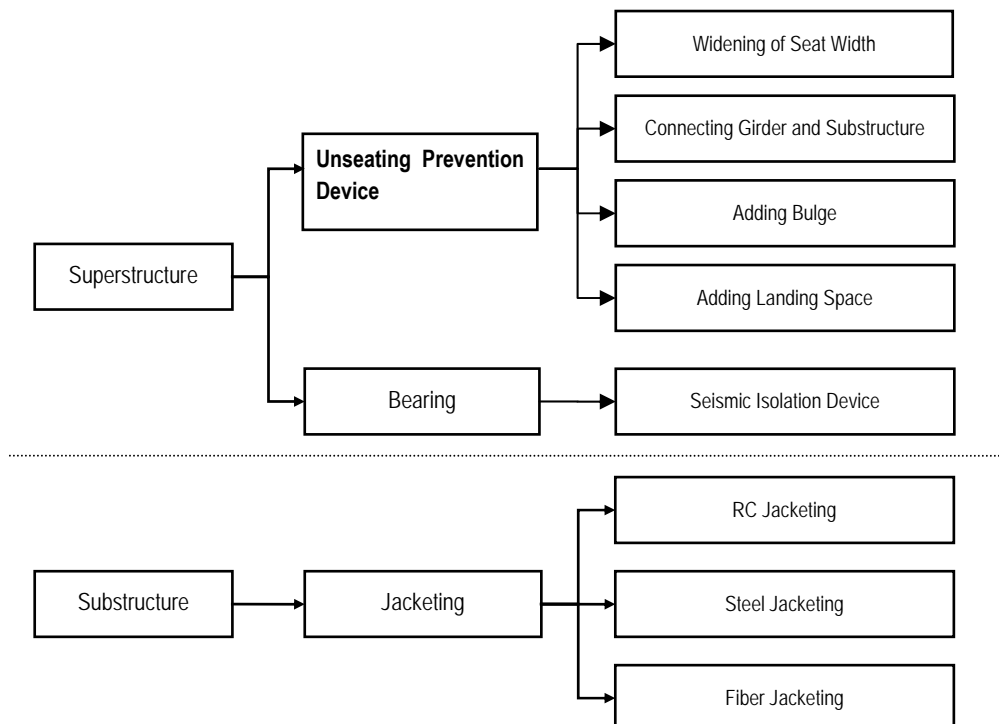 Widening of Seat Width
Connecting Girder and Substructure
Unseating Prevention
Device
Adding Bulge
Superstructure
Adding Landing Space
Bearing
Seismic Isolation Device
RC Jacketing
Substructure
Jacketing
Steel Jacketing
Fiber Jacketing